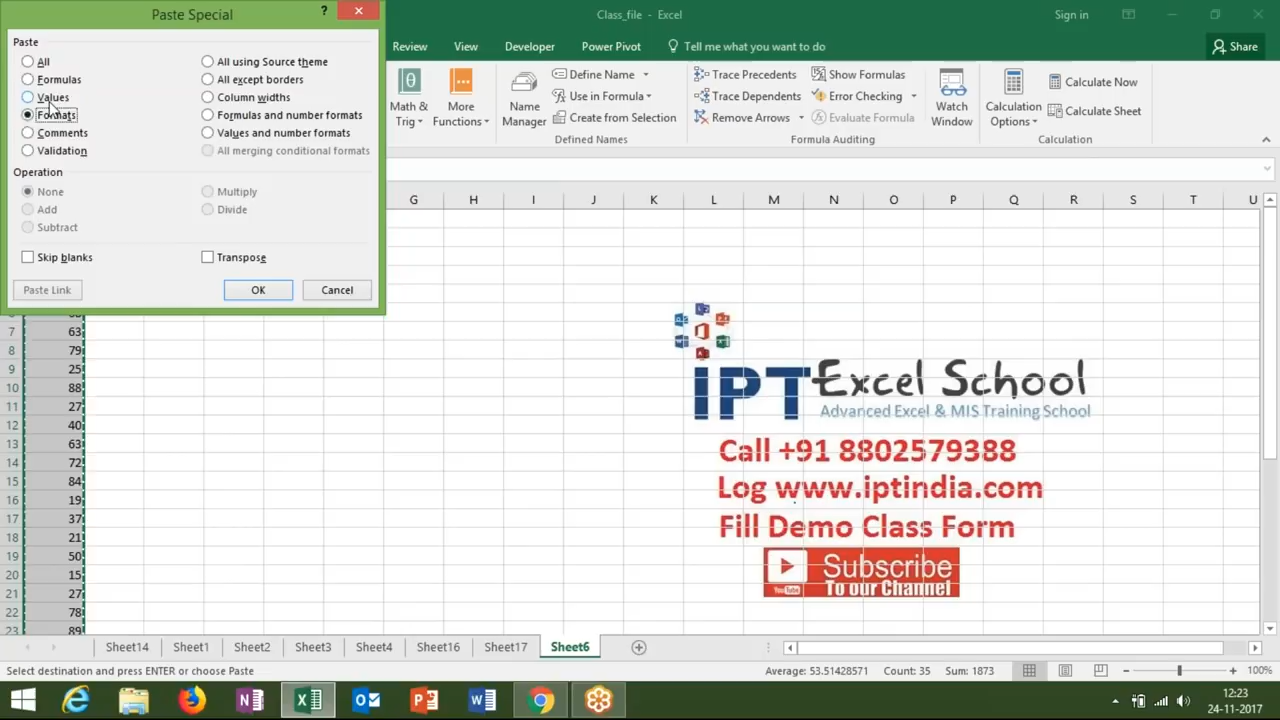 Paste Special
?
Class_file - Excel
Sign in
Paste
All
All using Source theme
Formulas
All except borders
Values
Column widths
Formats
Formulas and number formats
Comments
Values and number formats
Validation
All merging conditional formats
Operation
None
Multiply
Add
Divide
Subtract
Skip blanks
Transpose
Paste Link
OK
Cancel
Review
View
Developer
Power Pivot
Tell me what you want to do
Share
Math & Trig
More Functions
Name Manager
Define Name
Use in Formula
Create from Selection
Defined Names
Trace Precedents
Trace Dependents
Remove Arrows
Show Formulas
Error Checking
Evaluate Formula
Formula Auditing
Watch Window
Calculation Options
Calculate Now
Calculate Sheet
Calculation
G H I J K L M N O P Q R S T U
7 63
8 79
9 25
10 88
11 27
12 40
13 63
14 72
15 84
16 19
17 37
18 21
19 50
20 15
21 27
22 78
23 89
IPT Excel School
Advanced Excel & MIS Training School
Call +91 8802579388
Log www.iptindia.com
Fill Demo Class Form
Subscribe
To our Channel
You Tube
Sheet14 Sheet1 Sheet2 Sheet3 Sheet4 Sheet16 Sheet17 Sheet6
Select destination and press ENTER or choose Paste
Average: 53.51428571 Count: 35 Sum: 1873
100%
12:23
24-11-2017